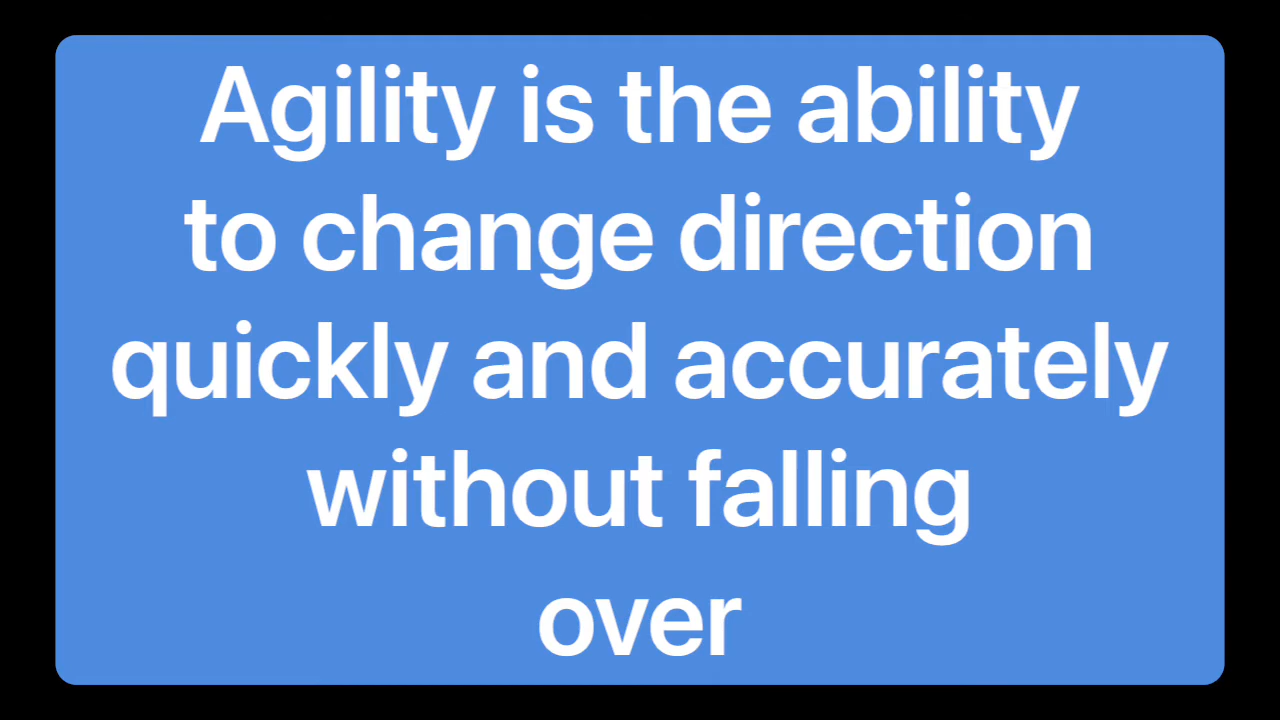 Agility is the ability
to change direction
quickly and accurately
without falling
over